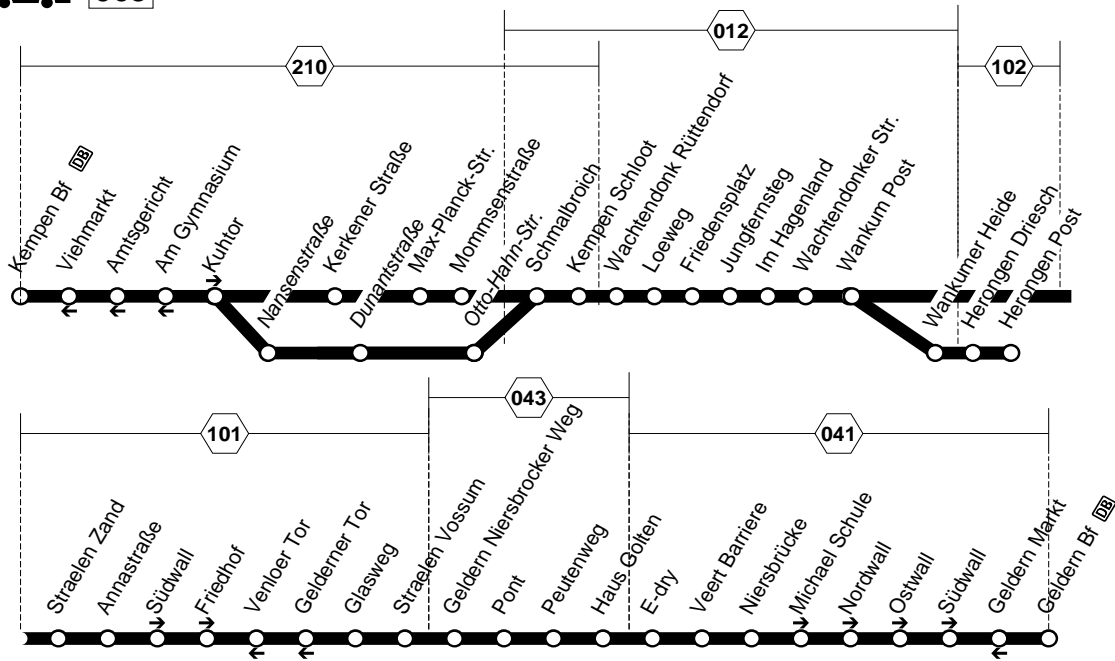 012
210
102
Kempen Bf DB
Viehmarkt
Amtsgericht
Am Gymnasium
Kuhtor
Nansenstraße
Kerkener Straße
Dunantstraße
Max-Planck-Str.
Mommsenstraße
Otto-Hahn-Str.
Schmalbroich
Kempen Schloot
Wachtendonk Rüttendorf
Loeweg
Friedensplatz
Jungfernsteg
Im Hagenland
Wachtendonker Str.
Wankum Post
Wankumer Heide
Herongen Driesch
Herongen Post
043
101
041
Straelen Zand
Annastraße
Südwall
Friedhof
Venloer Tor
Gelderner Tor
Glasweg
Straelen Vossum
Geldern Niersbrocker Weg
Pont
Peutenweg
Haus Golten
E-dry
Veert Barriere
Niersbrücke
Michael Schule
Nordwall
Ostwall
Südwall
Geldern Markt
Geldern Bf DB